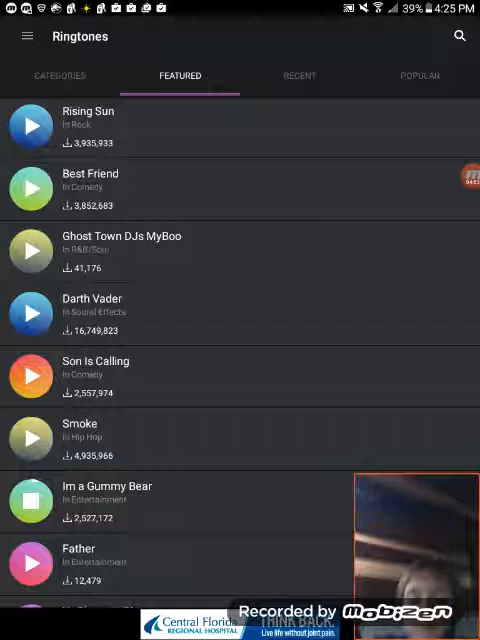 39% 4:25 PM
Ringtones
CATEGORIES FEATURED RECENT POPULAR
Rising Sun
In Rock
3,935,933
Best Friend
In Comedy
3,852,683
Ghost Town DJs MyBoo
In R&B/Soul
41,176
Darth Vader
In Sound Effects
16,749,823
Son Is Calling
In Comedy
2,557,974
Smoke
In Hip Hop
4,935,966
Im a Gummy Bear
In Entertainment
2,527,172
Father
In Entertainment
12,479
Central Florida
REGIONAL HOSPITAL
THINK BACK.
Live life without joint pain.
Recorded by Mobizen